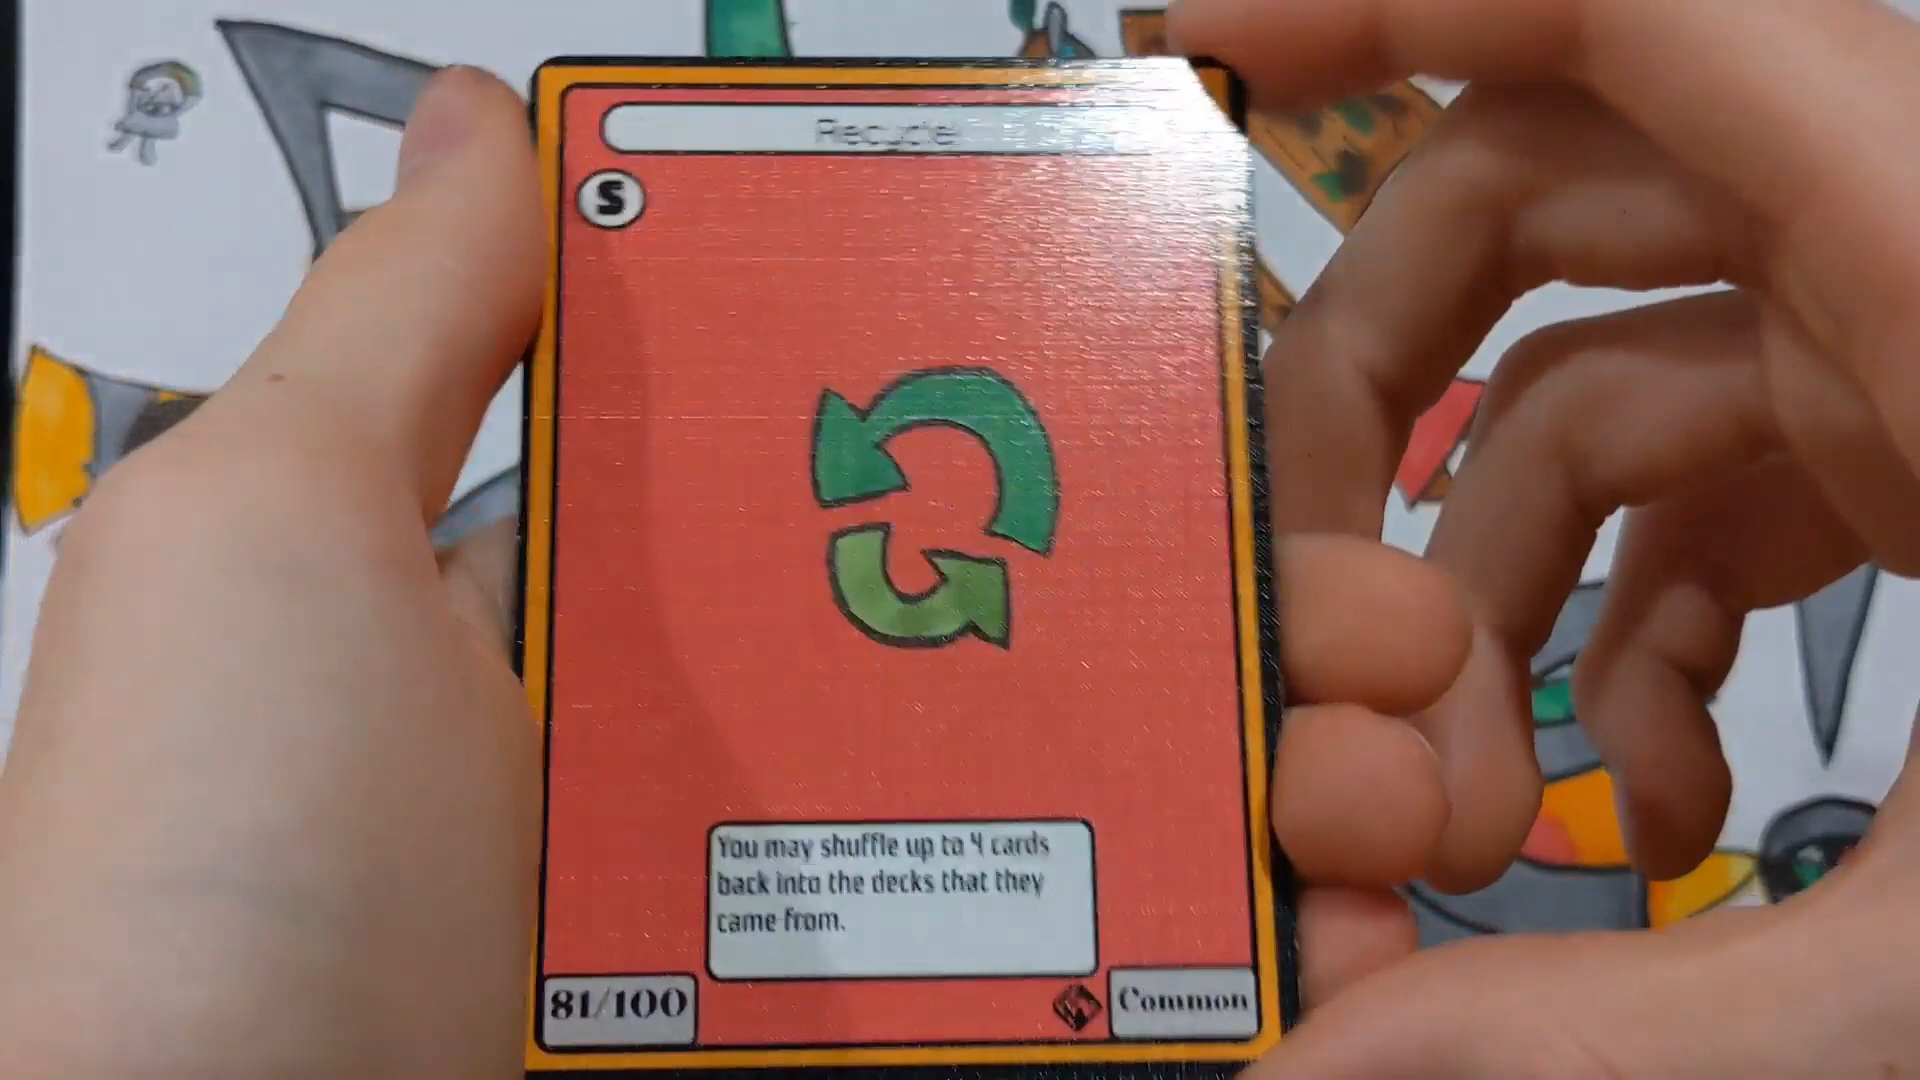 Recycle
S
You may shuffle up to 4 cards
back into the decks that they
came from.
81/100
Common